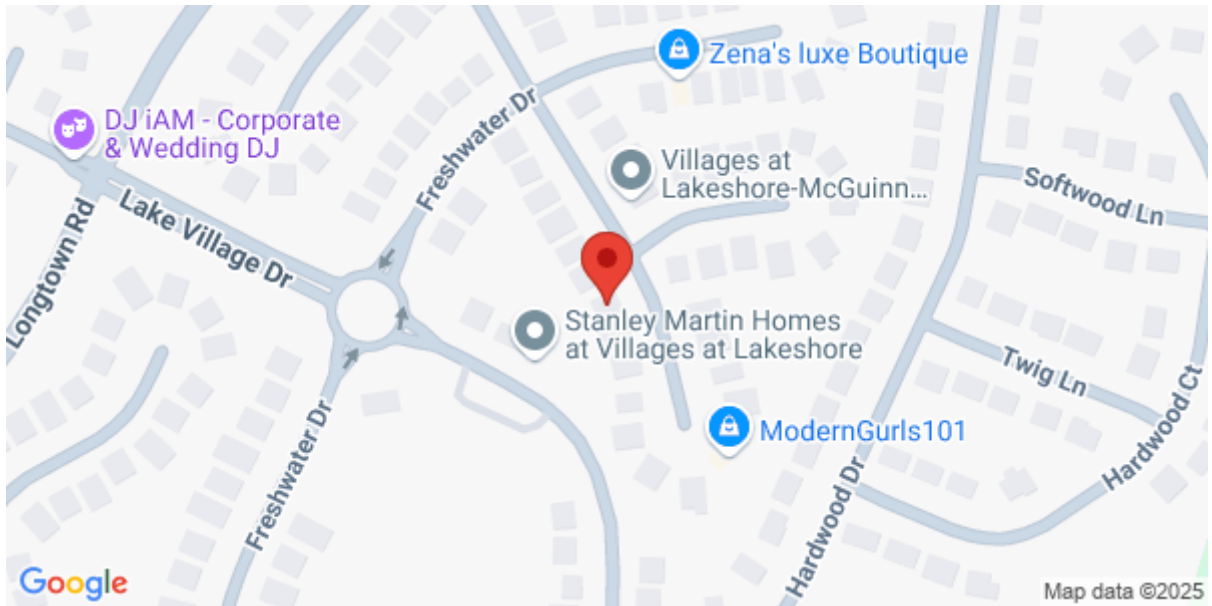 Zena's luxe Boutique
DJ iAM - Corporate
& Wedding DJ
Freshwater Dr
Villages at
Lakeshore-McGuinn...
Softwood Ln
Lake Village Dr
Longtown Rd
Stanley Martin Homes
at Villages at Lakeshore
Twig Ln
Hardwood Ct
ModernGurls101
Freshwater Dr
Hardwood Dr
Google
Map data ©2025